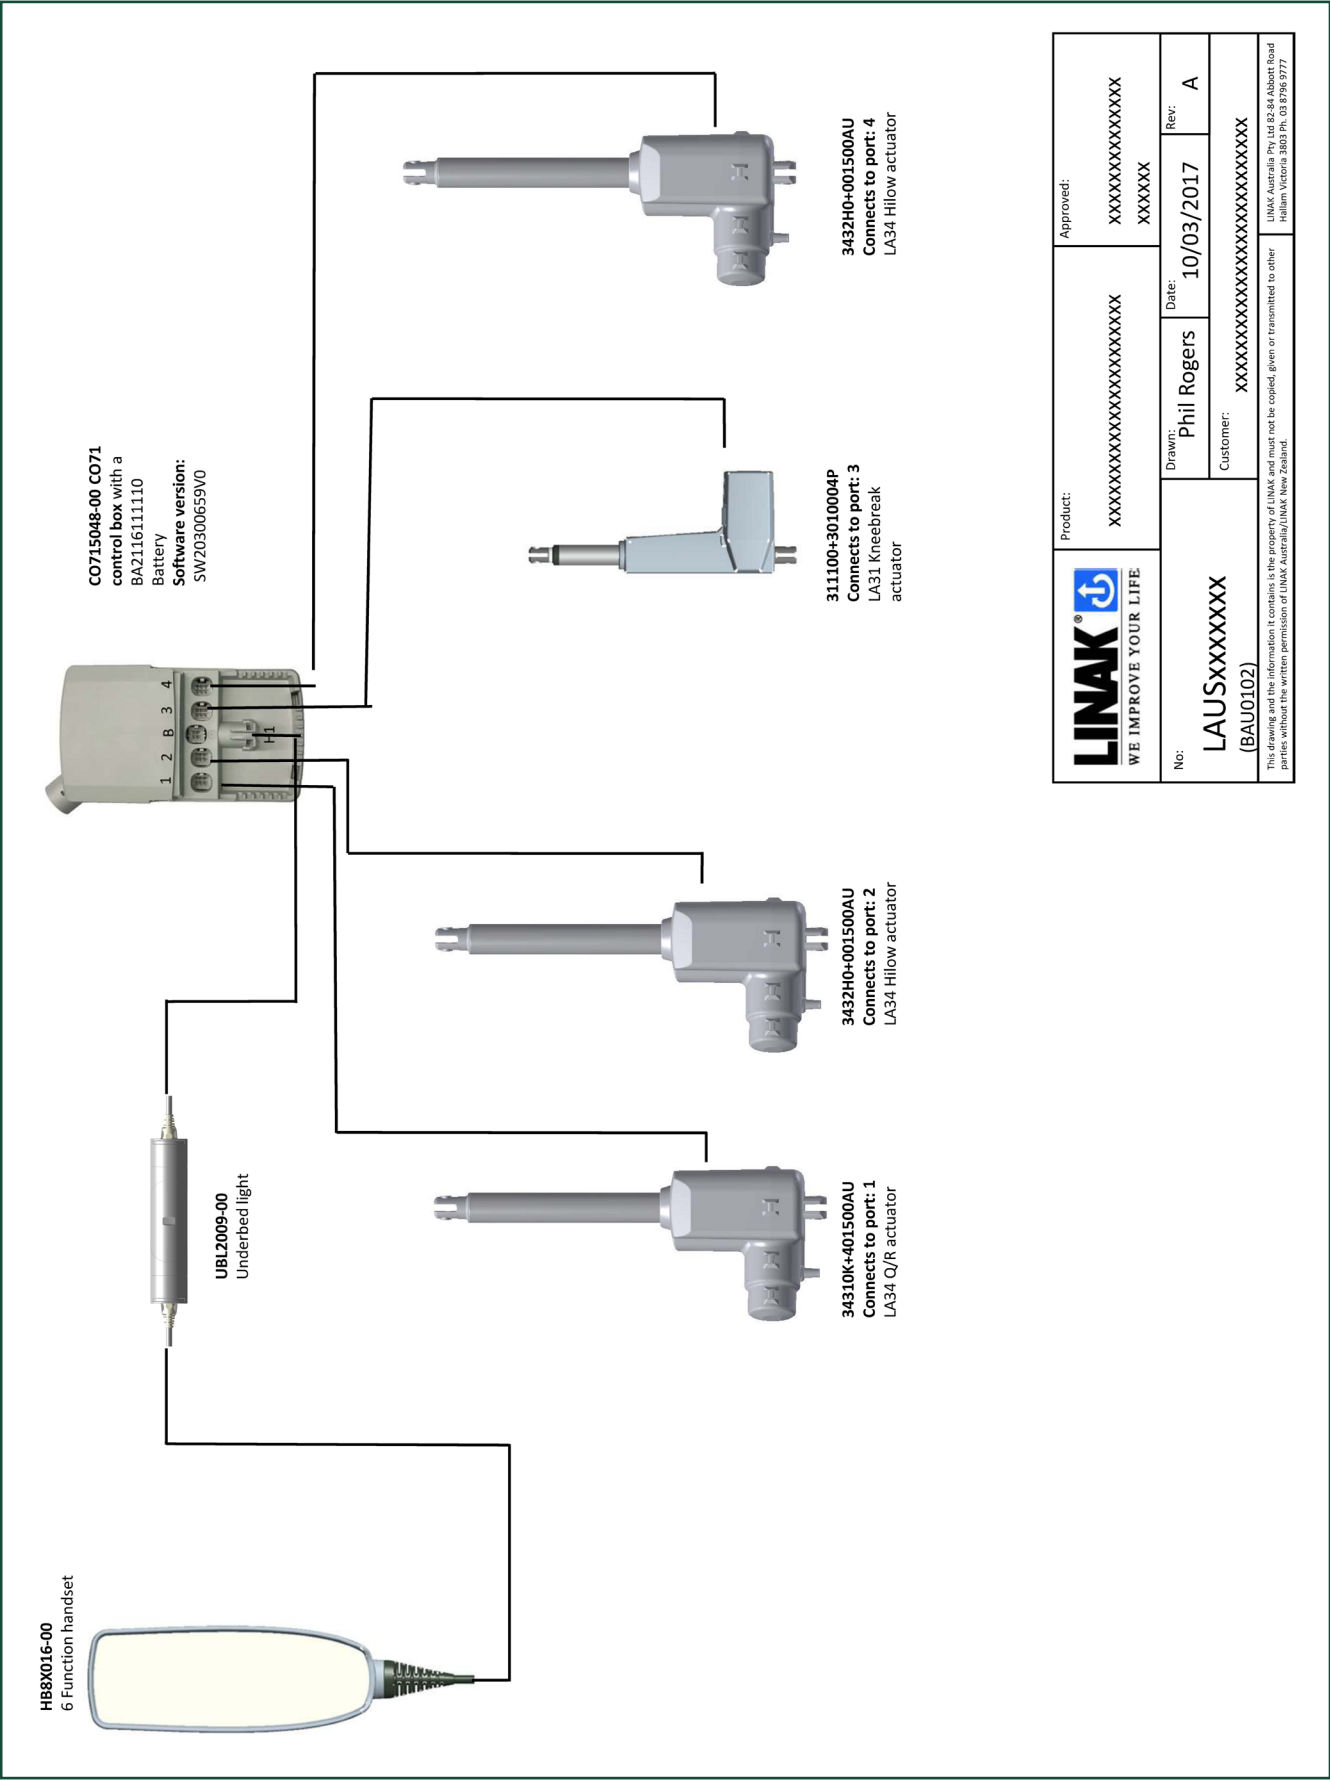 HB8X016-00
6 Function handset
UBL2009-00
Underbed light
CO715048-00 CO71
control box with a
BA2116111110
Battery
Software version:
SW20300659V0
1 2 B 3 4
H1
34310K+401500AU
Connects to port: 1
LA34 Q/R actuator
3432H0+001500AU
Connects to port: 2
LA34 Hilow actuator
311100+3010004P
Connects to port: 3
LA31 Kneebreak
actuator
3432H0+001500AU
Connects to port: 4
LA34 Hilow actuator
LINAK®
WE IMPROVE YOUR LIFE
Product:
XXXXXXXXXXXXXXXXXXXXXX
Approved:
XXXXXXXXXXXXXX
XXXXXX
No:
LAUSxxxxxxx
(BAU0102)
Drawn:
Phil Rogers
Date:
10/03/2017
Rev:
A
Customer:
XXXXXXXXXXXXXXXXXXXXXXXXXX
This drawing and the information it contains is the property of LINAK and must not be copied, given or transmitted to other
parties without the written permission of LINAK Australia/LINAK New Zealand.
LINAK Australia Pty Ltd 82-84 Abbott Road
Hallam Victoria 3803 Ph. 03 8796 9777